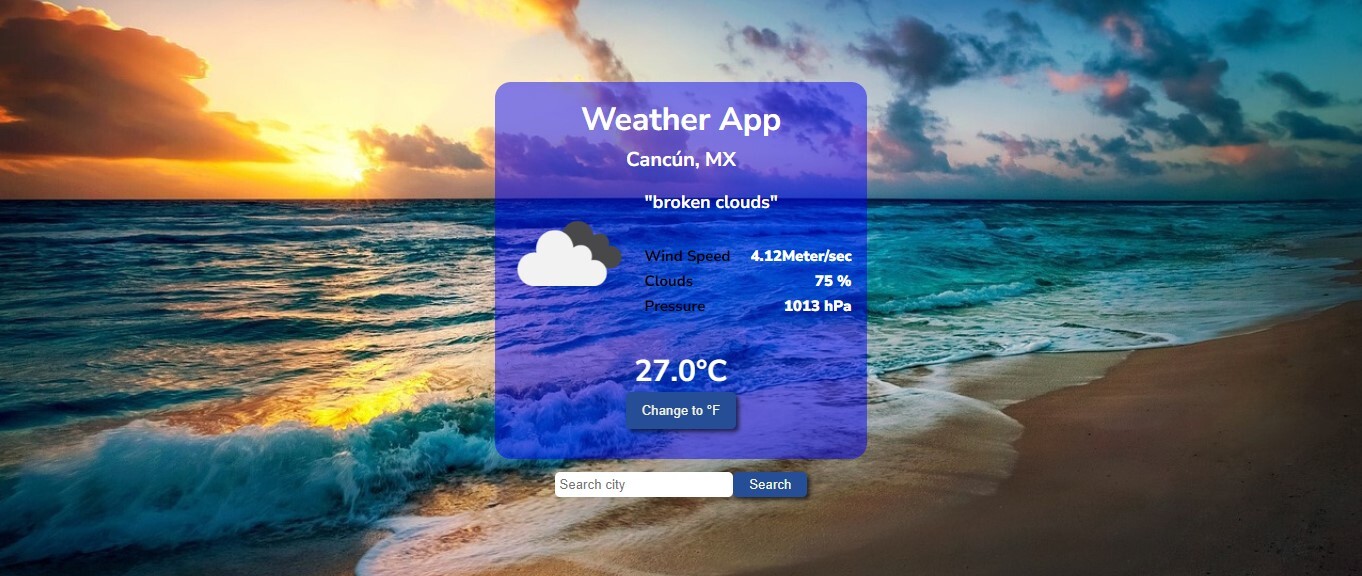 Weather App
Cancún, MX
"broken clouds"
Wind Speed 4.12Meter/sec
Clouds 75 %
Pressure 1013 hPa
27.0°C
Change to °F
Search city Search